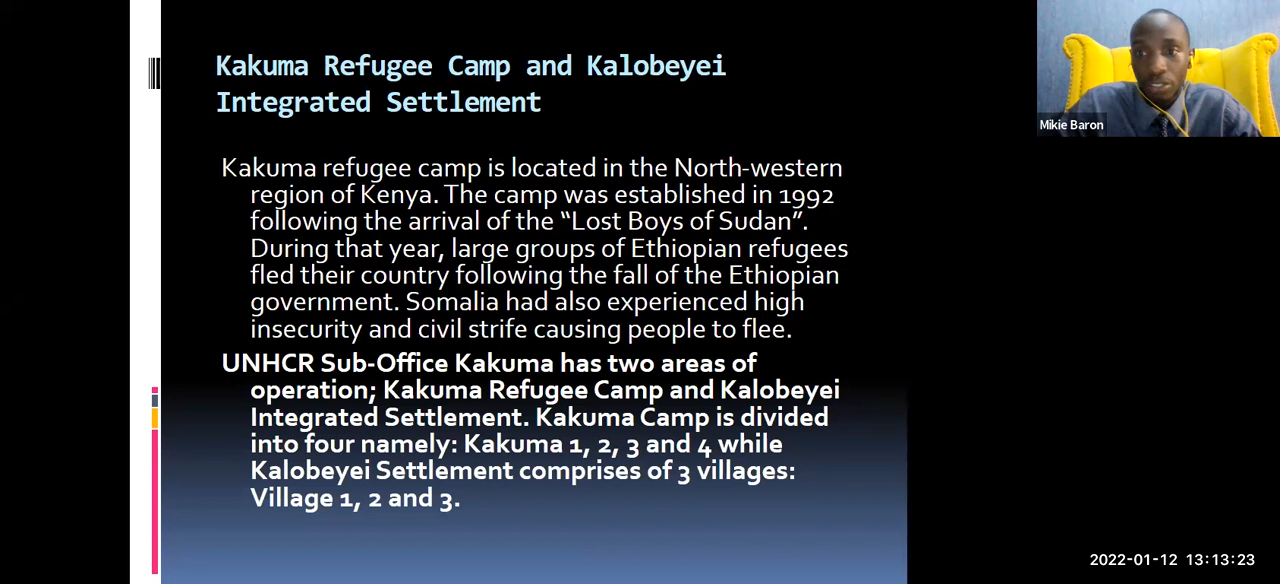 Kakuma Refugee Camp and Kalobeyei
Integrated Settlement
Kakuma refugee camp is located in the North-western
region of Kenya. The camp was established in 1992
following the arrival of the “Lost Boys of Sudan”.
During that year, large groups of Ethiopian refugees
fled their country following the fall of the Ethiopian
government. Somalia had also experienced high
insecurity and civil strife causing people to flee.
UNHCR Sub-Office Kakuma has two areas of
operation; Kakuma Refugee Camp and Kalobeyei
Integrated Settlement. Kakuma Camp is divided
into four namely: Kakuma 1, 2, 3 and 4 while
Kalobeyei Settlement comprises of 3 villages:
Village 1, 2 and 3.
Mikie Baron
2022-01-12 13:13:23